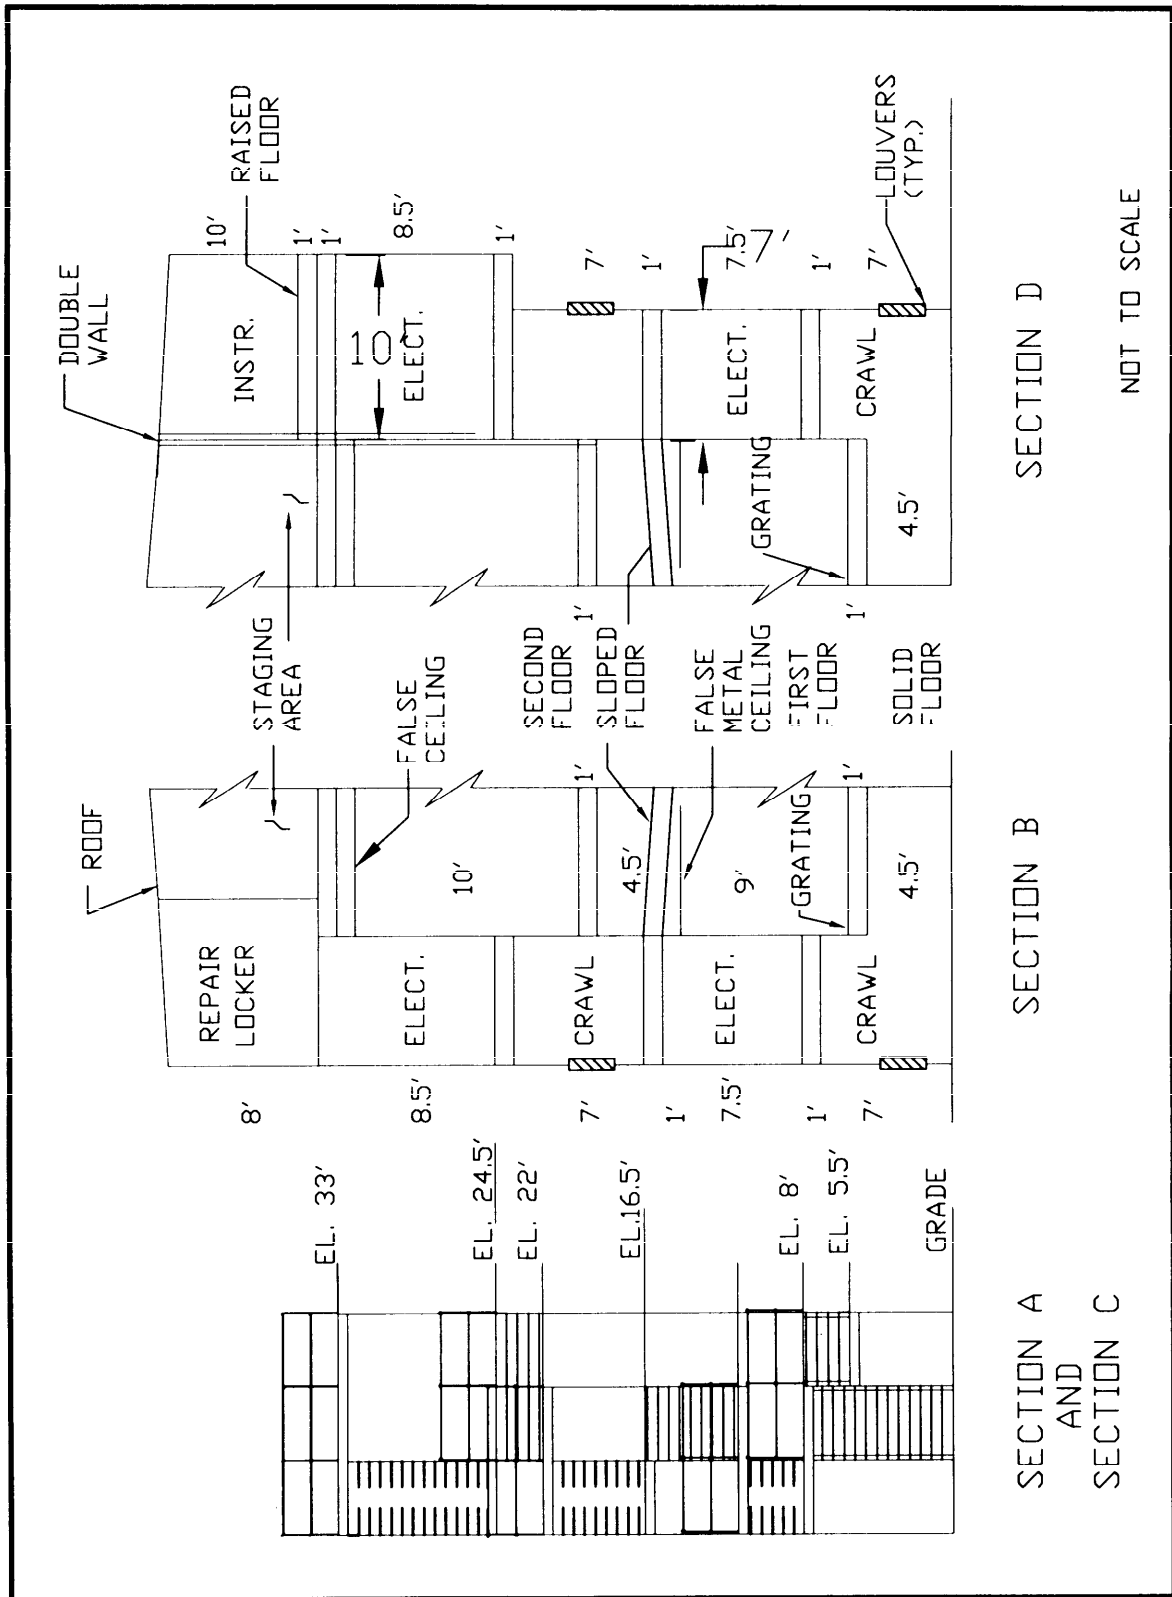 ROOF
DOUBLE
WALL
REPAIR
LOCKER
STAGING
AREA
INSTR.
10'
RAISED
FLOOR
8'
1'
1'
EL. 33'
FALSE
CEILING
10'
ELECT.
8.5'
8.5'
ELECT.
10'
EL. 24.5'
1'
EL. 22'
7'
CRAWL
1'
SECOND
FLOOR
1'
7'
4.5'
SLOPED
FLOOR
EL.16.5'
1'
1'
7.5'
ELECT.
9'
FALSE
METAL
CEILING
ELECT.
7.5'
7'
GRATING
FIRST
FLOOR
GRATING
EL. 8'
1'
1'
EL. 5.5'
1'
1'
7'
CRAWL
CRAWL
7'
LOUVERS
(TYP.)
4.5'
SOLID
FLOOR
4.5'
GRADE
SECTION A
AND
SECTION C
SECTION B
SECTION D
NOT TO SCALE